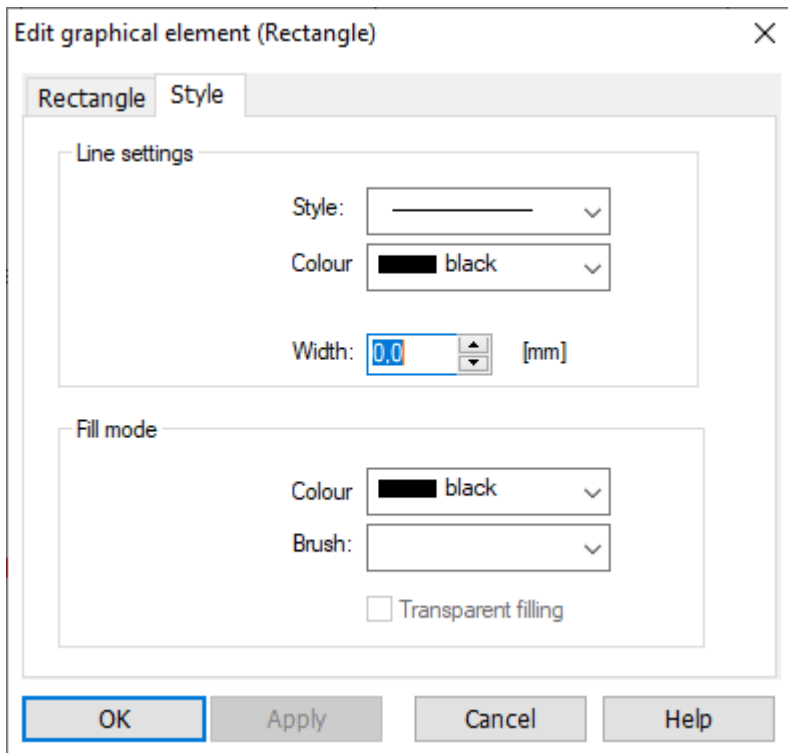 Edit graphical element (Rectangle)
Rectangle Style
Line settings
Style:
Colour black
Width: 0.0 [mm]
Fill mode
Colour black
Brush:
Transparent filling
OK Apply Cancel Help